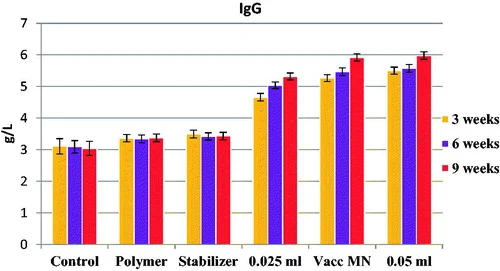 IgG
7
6
5
4
3
2
1
0
g/L
3 weeks
6 weeks
9 weeks
Control Polymer Stabilizer 0.025 ml Vacc MN 0.05 ml